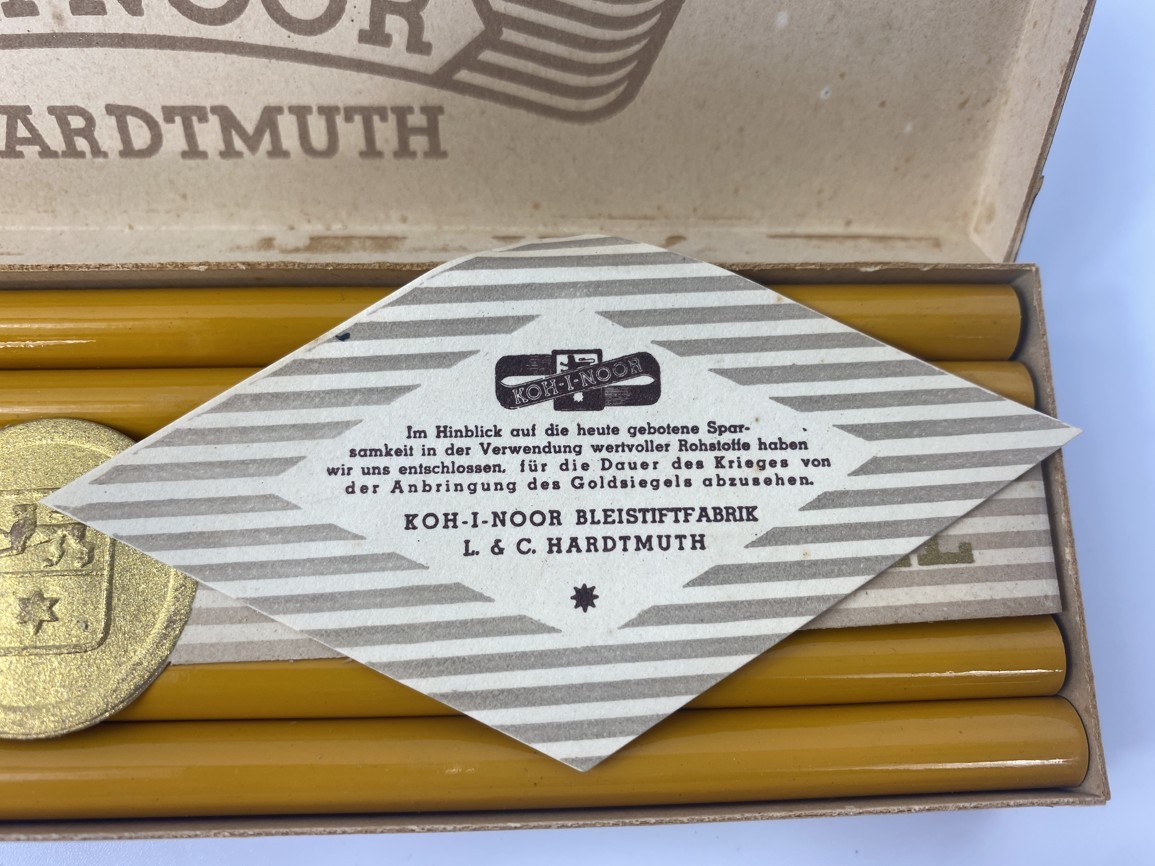 I-NOOR
ARDTMUTH
KOH-I-NOOR
Im Hinblick auf die heute gebotene Spar-
samkeit in der Verwendung wertvoller Rohstoffe haben
wir uns entschlossen, für die Dauer des Krieges von
der Anbringung des Goldsiegels abzusehen.
KOH-I-NOOR BLEISTIFTFABRIK
L. & C. HARDTMUTH